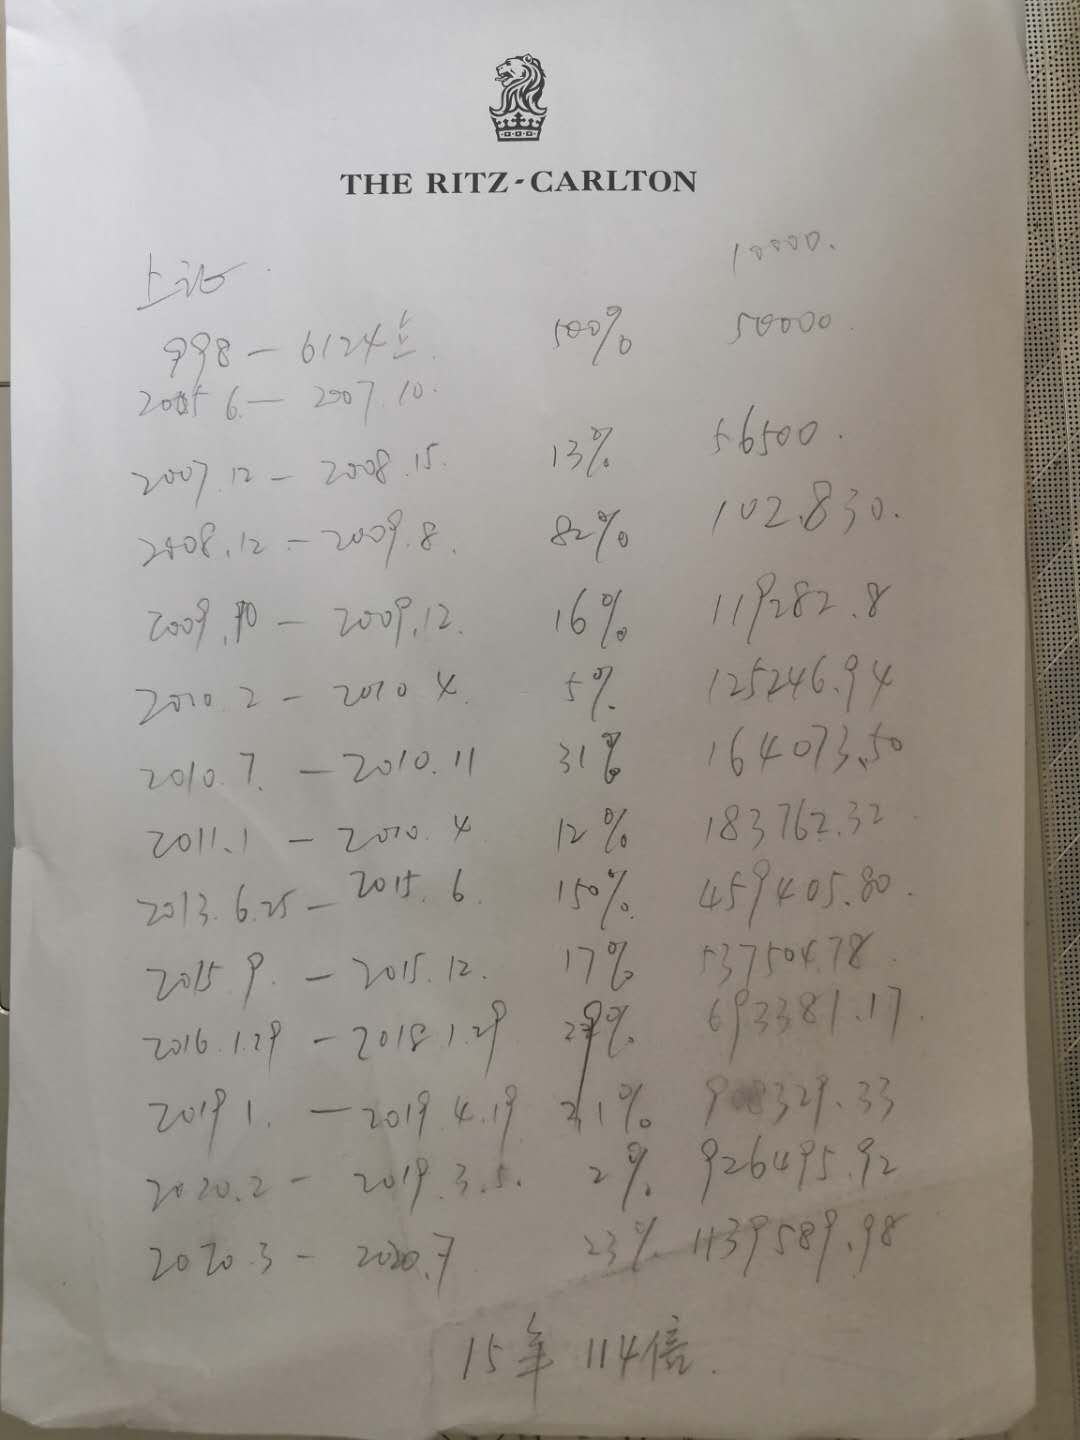 THE RITZ-CARLTON
10000.
上证
998 - 6124点 500% 50000
2005 6 - 2007.10.
2007.12 - 2008.15. 13% 56500.
2008.12 - 2009.8. 82% 102.830.
2009.10 - 2009.12. 16% 119282.8
2010.2 - 2010 4. 5% 125246.94
2010.7. - 2010.11 31% 164073.50
2011.1 - 2010.4 12% 183762.32
2013.6.25 - 2015.6. 150% 459405.80.
2015 9. - 2015.12. 17% 537504.78
2016.1.29 - 2018.1.29 29% 693381.17.
2019 1. - 2019.4.19 31% 908329.33
2020.2 - 2019.3.5. 2% 926495.92
2020.3 - 2020.7 23% 1139589.98
15年 114倍.